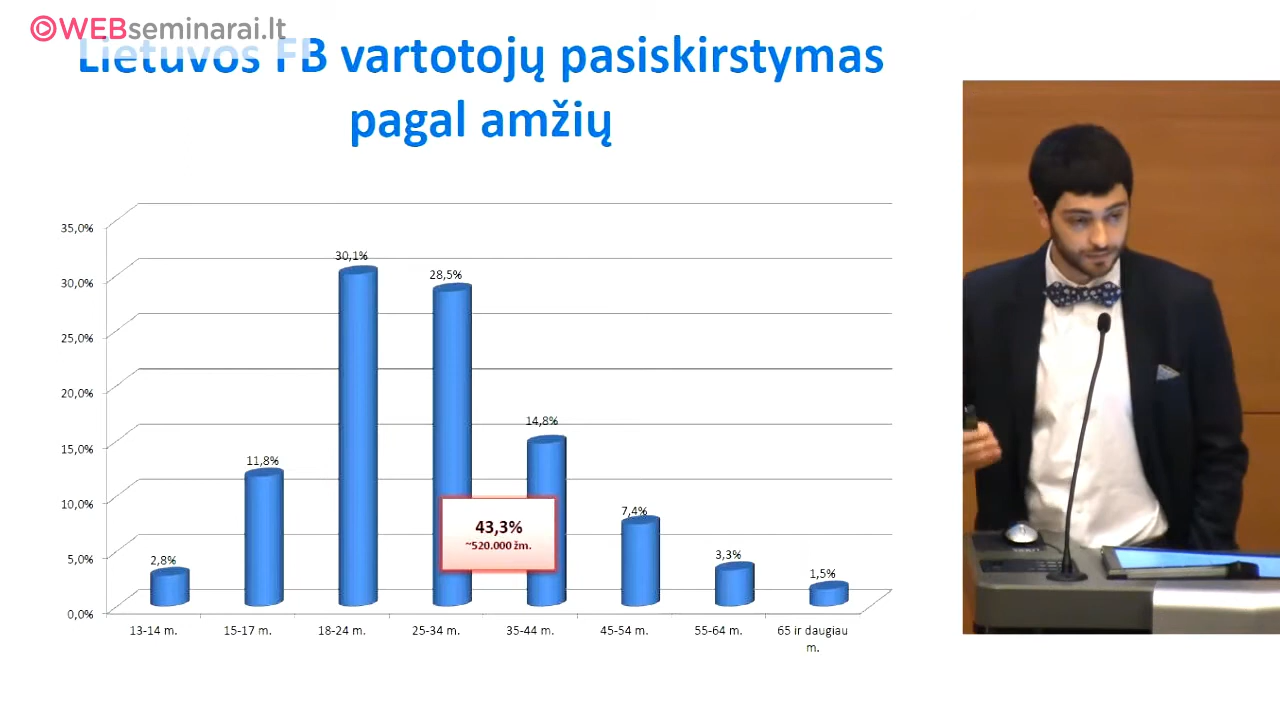 WEBseminarai.lt
Lietuvos FB vartotojų pasiskirstymas
pagal amžių
35,0%
30,0%
25,0%
20,0%
15,0%
10,0%
5,0%
0,0%
2,8%
11,8%
30,1%
28,5%
14,8%
7,4%
3,3%
1,5%
43,3%
~520.000 žm.
13-14 m.
15-17 m.
18-24 m.
25-34 m.
35-44 m.
45-54 m.
55-64 m.
65 ir daugiau
m.